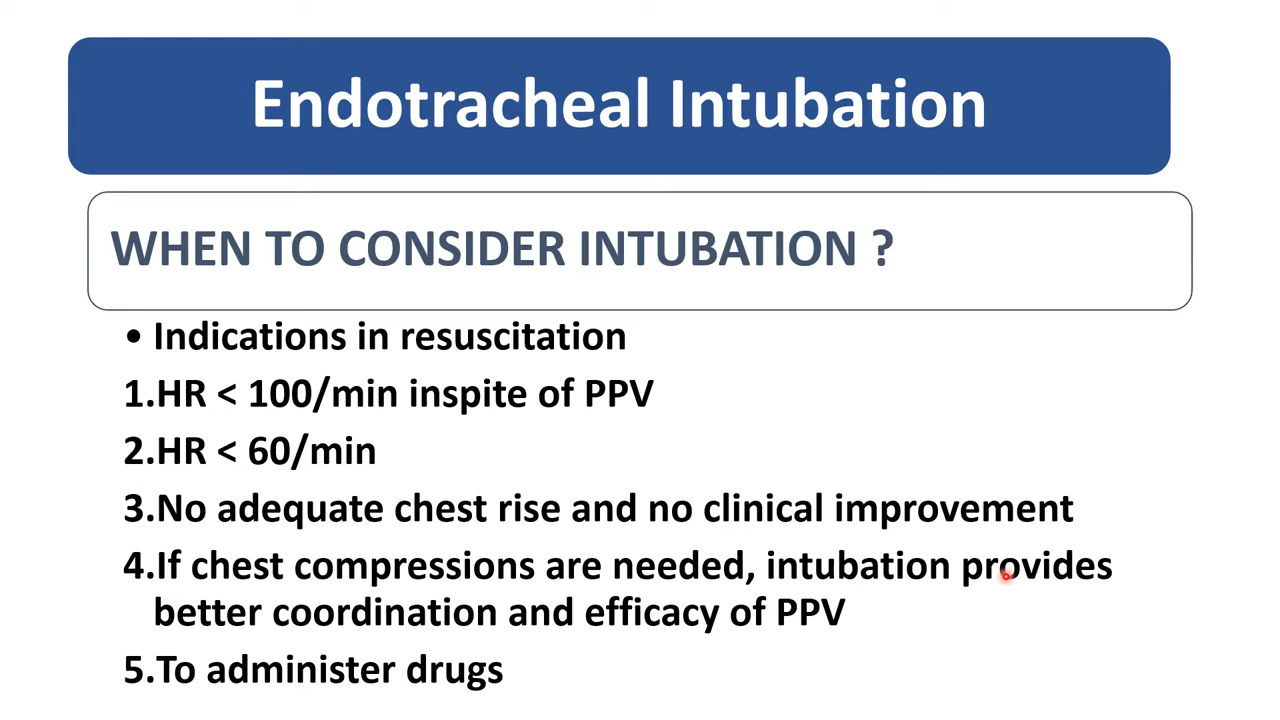 Endotracheal Intubation
WHEN TO CONSIDER INTUBATION ?
• Indications in resuscitation
1.HR < 100/min inspite of PPV
2.HR < 60/min
3.No adequate chest rise and no clinical improvement
4.If chest compressions are needed, intubation provides
better coordination and efficacy of PPV
5.To administer drugs